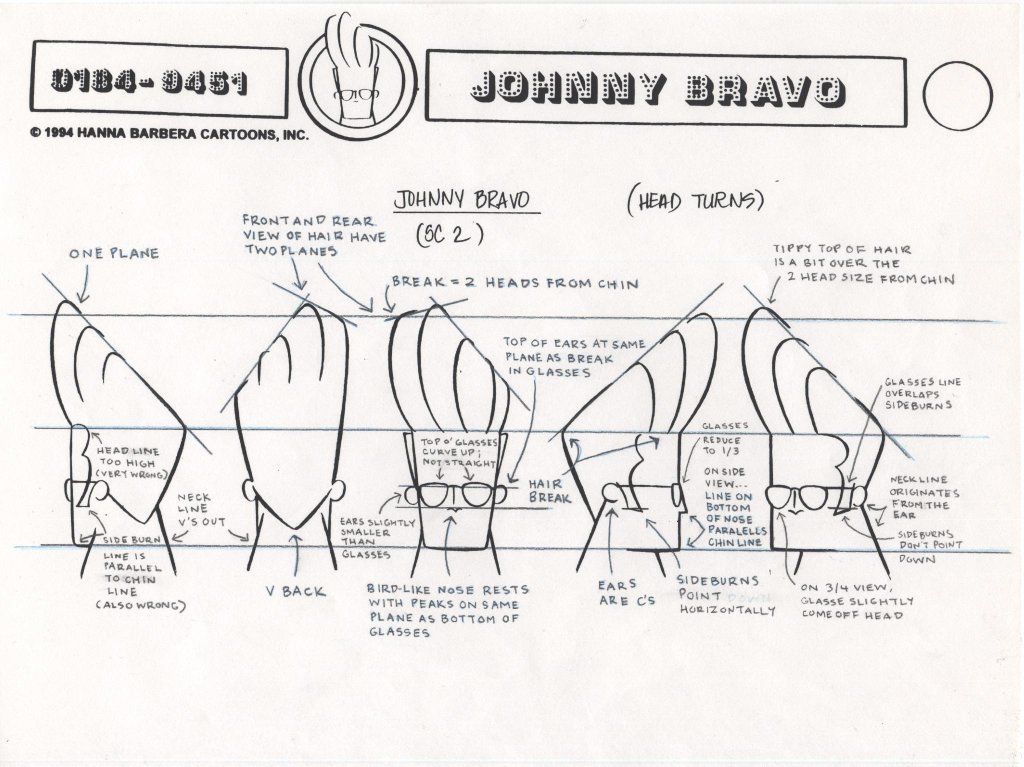 0184-9451
JOHNNY BRAVO
© 1994 HANNA BARBERA CARTOONS, INC.
JOHNNY BRAVO
(SC 2)
(HEAD TURNS)
ONE PLANE
FRONT AND REAR
VIEW OF HAIR HAVE
TWO PLANES
BREAK = 2 HEADS FROM CHIN
TIPPY TOP OF HAIR
IS A BIT OVER THE
2 HEAD SIZE FROM CHIN
TOP OF EARS AT SAME
PLANE AS BREAK
IN GLASSES
GLASSES LINE
OVERLAPS
SIDEBURNS
HEAD LINE
TOO HIGH
(VERY WRONG)
TOP O' GLASSES
CURVE UP;
NOT STRAIGHT
HAIR
BREAK
GLASSES
REDUCE
TO 1/3
ON SIDE
VIEW...
LINE ON
BOTTOM
OF NOSE
PARALELLS
CHIN LINE
NECK LINE
ORIGINATES
FROM THE
EAR
NECK
LINE
V'S OUT
SIDEBURN
LINE IS
PARALLEL
TO CHIN
LINE
(ALSO WRONG)
EARS SLIGHTLY
SMALLER
THAN
GLASSES
SIDEBURNS
DON'T POINT
DOWN
V BACK
BIRD-LIKE NOSE RESTS
WITH PEAKS ON SAME
PLANE AS BOTTOM OF
GLASSES
EARS
ARE C'S
SIDEBURNS
POINT DOWN
HORIZONTALLY
ON 3/4 VIEW,
GLASSE SLIGHTLY
COME OFF HEAD